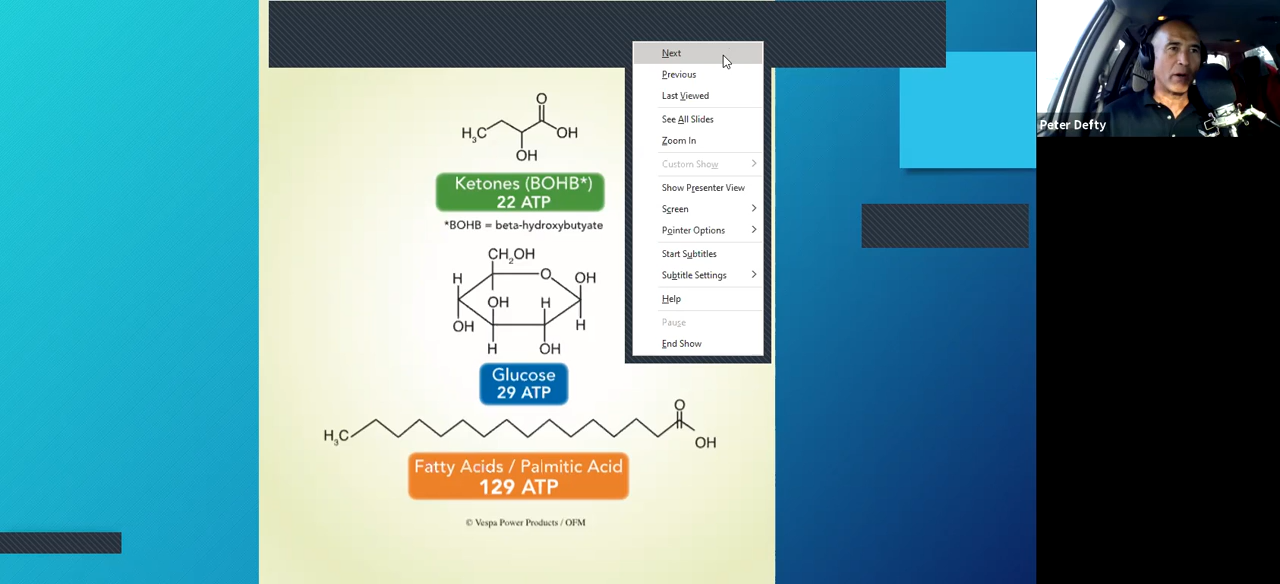 O
H3C
OH
OH
Ketones (BOHB*)
22 ATP
*BOHB = beta-hydroxybutyate
CH2OH
H
O
OH
OH
H
OH
H
H
OH
Glucose
29 ATP
O
H3C
OH
Fatty Acids / Palmitic Acid
129 ATP
© Vespa Power Products / OFM
Next
Previous
Last Viewed
See All Slides
Zoom In
Custom Show
Show Presenter View
Screen
Pointer Options
Start Subtitles
Subtitle Settings
Help
Pause
End Show
Peter Defty